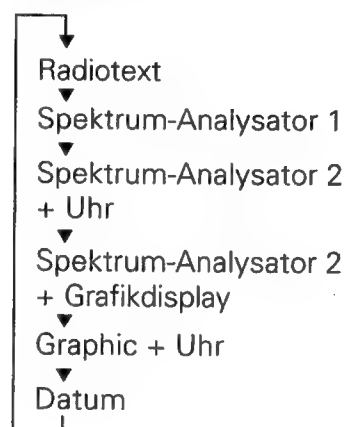 Radiotext
Spektrum-Analysator 1
Spektrum-Analysator 2
+ Uhr
Spektrum-Analysator 2
+ Grafikdisplay
Graphic + Uhr
Datum